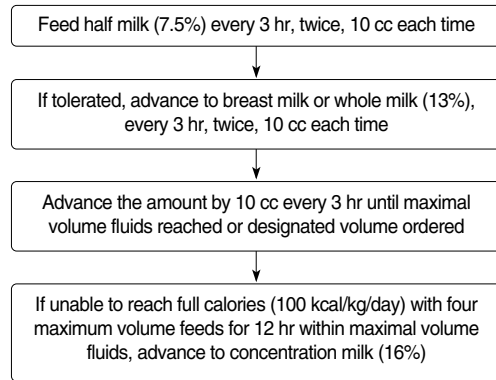 Feed half milk (7.5%) every 3 hr, twice, 10 cc each time
If tolerated, advance to breast milk or whole milk (13%),
every 3 hr, twice, 10 cc each time
Advance the amount by 10 cc every 3 hr until maximal
volume fluids reached or designated volume ordered
If unable to reach full calories (100 kcal/kg/day) with four
maximum volume feeds for 12 hr within maximal volume
fluids, advance to concentration milk (16%)